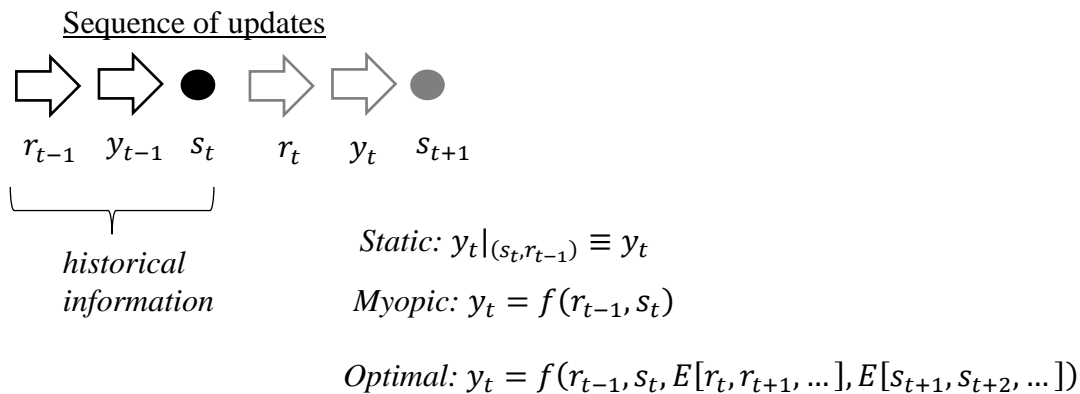 Sequence of updates
r_{t−1} y_{t−1} s_t r_t y_t s_{t+1}
historical
information
Static: y_t|_{(s_t,r_{t−1})} ≡ y_t
Myopic: y_t = f(r_{t−1}, s_t)
Optimal: y_t = f(r_{t−1}, s_t, E[r_t, r_{t+1}, … ], E[s_{t+1}, s_{t+2}, … ])